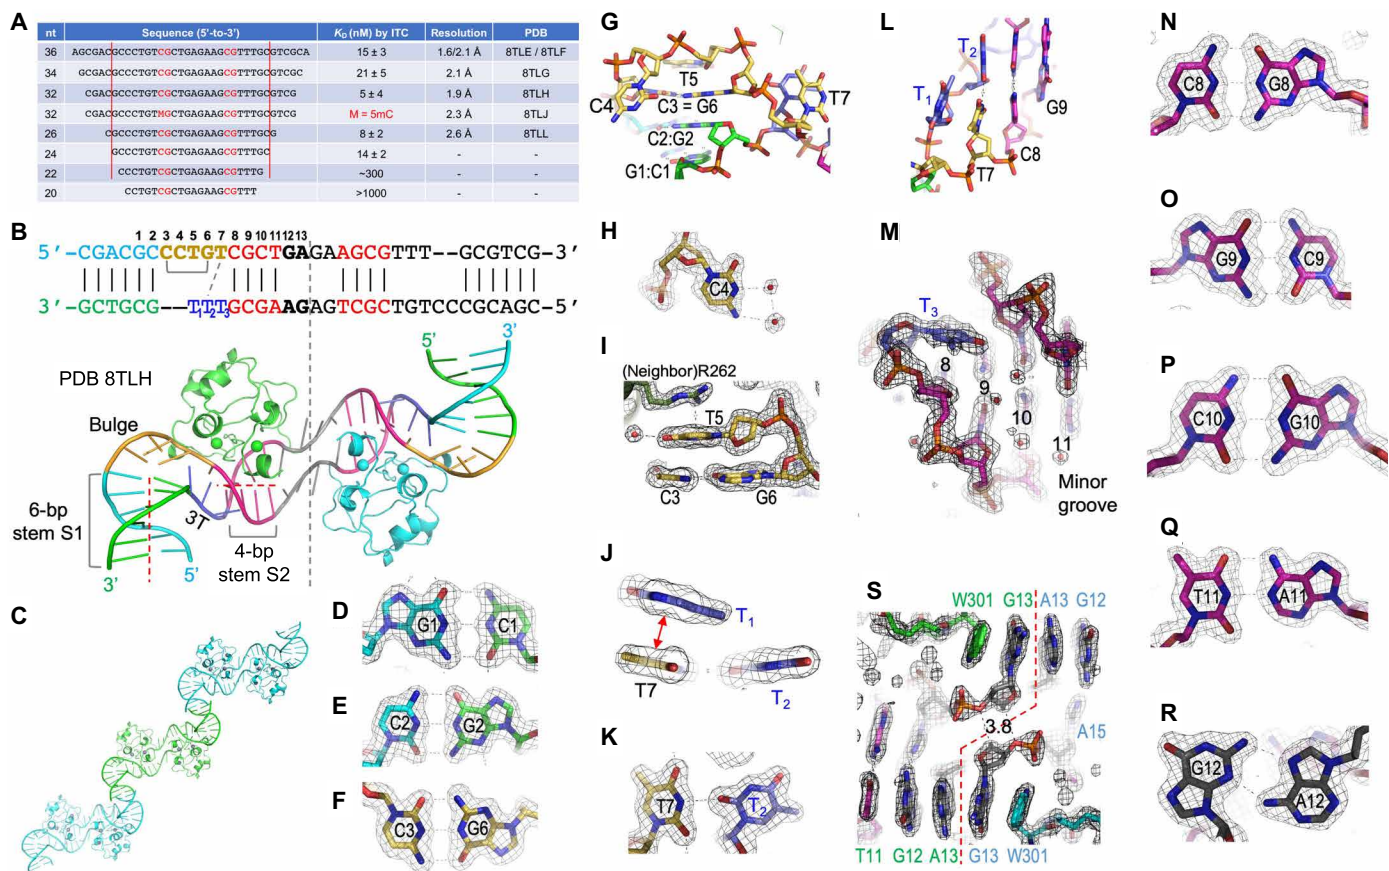 A
nt Sequence (5'-to-3') KD (nM) by ITC Resolution PDB
36 AGCGACGCCCTGTCGCTGAGAAGCGTTTGCGTCGCA 15 ± 3 1.6/2.1 Å 8TLE / 8TLF
34 GCGACGCCCTGTCGCTGAGAAGCGTTTGCGTCGC 21 ± 5 2.1 Å 8TLG
32 CGACGCCCTGTCGCTGAGAAGCGTTTGCGTCG 5 ± 4 1.9 Å 8TLH
32 CGACGCCCTGTMGCTGAGAAGCGTTTGCGTCG M = 5mC 2.3 Å 8TLJ
26 CGCCCTGTCGCTGAGAAGCGTTTGCG 8 ± 2 2.6 Å 8TLL
24 GCCCTGTCGCTGAGAAGCGTTTGC 14 ± 2 - -
22 CCCTGTCGCTGAGAAGCGTTTG ~300 - -
20 CCTGTCGCTGAGAAGCGTTT >1000 - -
B
1 2 3 4 5 6 7 8 9 10 11 12 13
5'-CGACGCCCTGTCGCTGAGAAGCGTTT--GCGTCG-3'
3'-GCTGCG--TTTGCGAAGAGTCGCTGTCCCGCAGC-5'
1 2 3
PDB 8TLH
5'
3'
Bulge
6-bp
stem S1
3T
4-bp
stem S2
3'
5'
C
D
G1
C1
E
C2
G2
F
C3
G6
G
T5
C4
C3 = G6
T7
C2:G2
G1:C1
H
C4
I
(Neighbor)R262
T5
C3
G6
J
T1
T7
T2
K
T7
T2
L
T2
T1
G9
C8
T7
M
T3
8
9
10
11
Minor
groove
N
C8
G8
O
G9
C9
P
C10
G10
Q
T11
A11
R
G12
A12
S
W301 G13 A13 G12
3.8
A15
T11 G12 A13 G13 W301